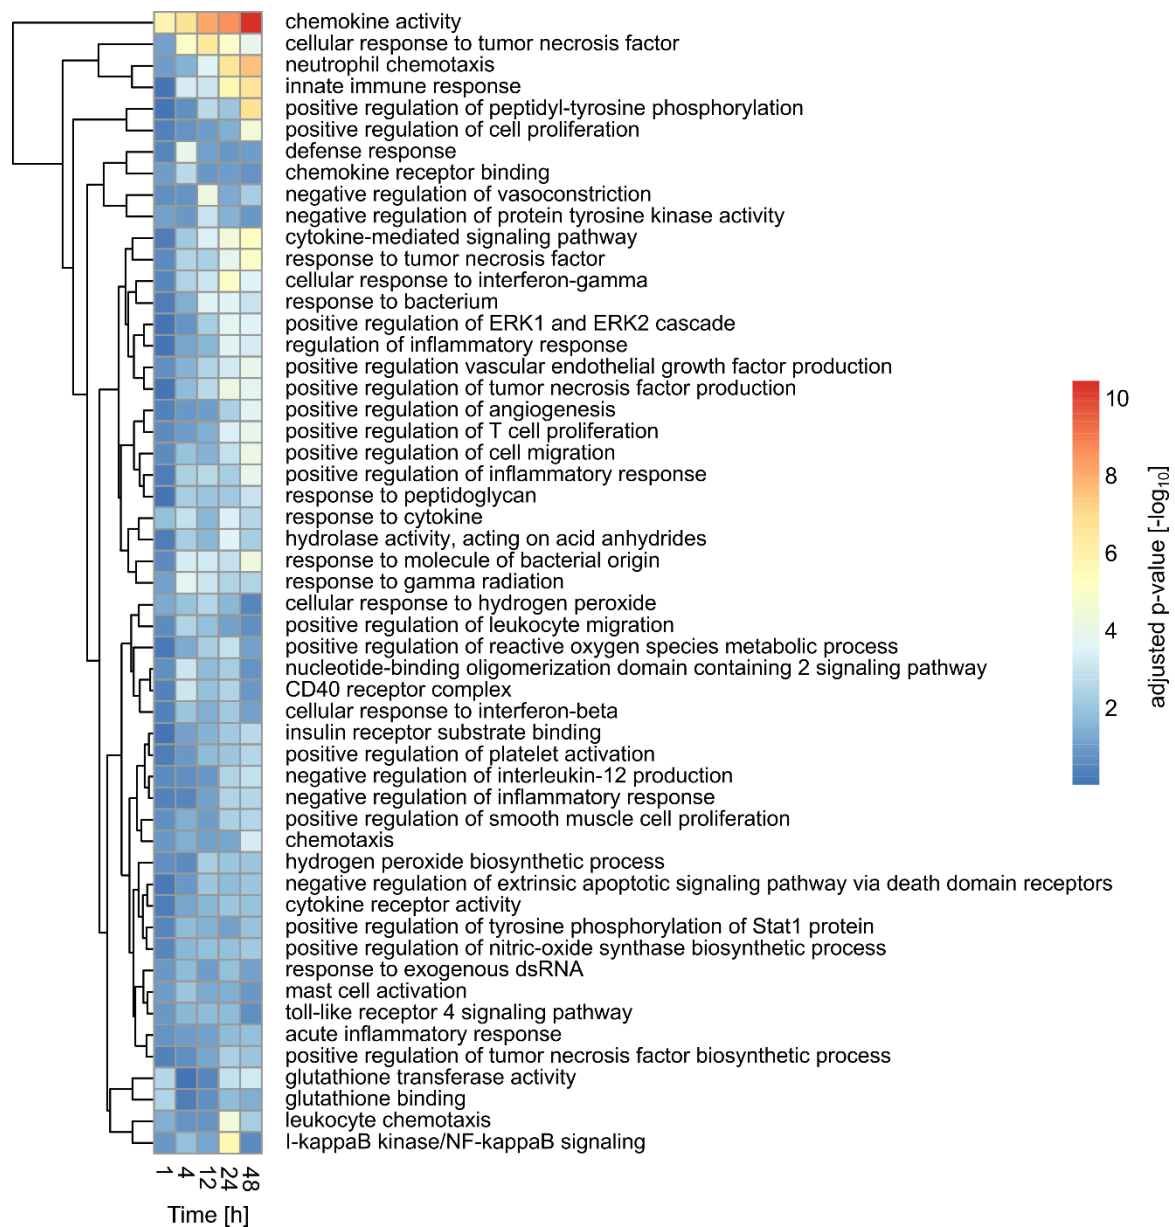 chemokine activity
cellular response to tumor necrosis factor
neutrophil chemotaxis
innate immune response
positive regulation of peptidyl-tyrosine phosphorylation
positive regulation of cell proliferation
defense response
chemokine receptor binding
negative regulation of vasoconstriction
negative regulation of protein tyrosine kinase activity
cytokine-mediated signaling pathway
response to tumor necrosis factor
cellular response to interferon-gamma
response to bacterium
positive regulation of ERK1 and ERK2 cascade
regulation of inflammatory response
positive regulation vascular endothelial growth factor production
positive regulation of tumor necrosis factor production
positive regulation of angiogenesis
positive regulation of T cell proliferation
positive regulation of cell migration
positive regulation of inflammatory response
response to peptidoglycan
response to cytokine
hydrolase activity, acting on acid anhydrides
response to molecule of bacterial origin
response to gamma radiation
cellular response to hydrogen peroxide
positive regulation of leukocyte migration
positive regulation of reactive oxygen species metabolic process
nucleotide-binding oligomerization domain containing 2 signaling pathway
CD40 receptor complex
cellular response to interferon-beta
insulin receptor substrate binding
positive regulation of platelet activation
negative regulation of interleukin-12 production
negative regulation of inflammatory response
positive regulation of smooth muscle cell proliferation
chemotaxis
hydrogen peroxide biosynthetic process
negative regulation of extrinsic apoptotic signaling pathway via death domain receptors
cytokine receptor activity
positive regulation of tyrosine phosphorylation of Stat1 protein
positive regulation of nitric-oxide synthase biosynthetic process
response to exogenous dsRNA
mast cell activation
toll-like receptor 4 signaling pathway
acute inflammatory response
positive regulation of tumor necrosis factor biosynthetic process
glutathione transferase activity
glutathione binding
leukocyte chemotaxis
I-kappaB kinase/NF-kappaB signaling
1 4 12 24 48
Time [h]
10
8
6
4
2
adjusted p-value [-log₁₀]